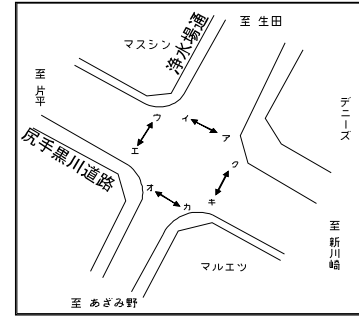 至 生田
マスシン
浄水場通
至 片平
デニーズ
ウ
イ
ア
エ
ク
尻手黒川道路
オ
カ
キ
至 新川崎
マルエツ
至 あざみ野